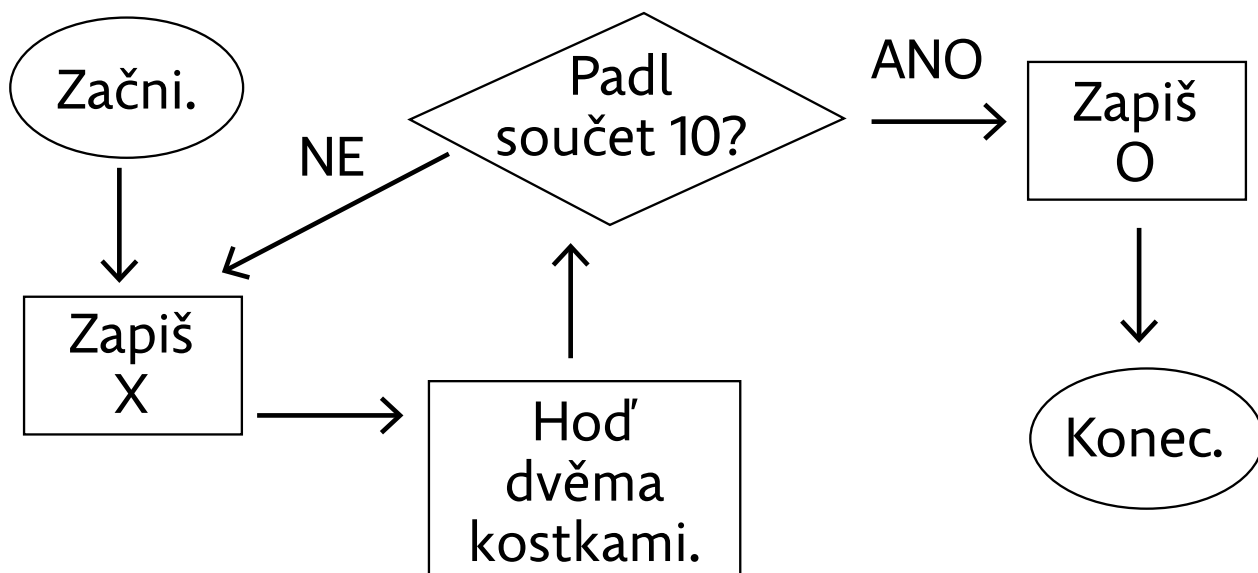 Začni.
Zapiš
X
Hoď
dvěma
kostkami.
Padl
součet 10?
NE
ANO
Zapiš
O
Konec.